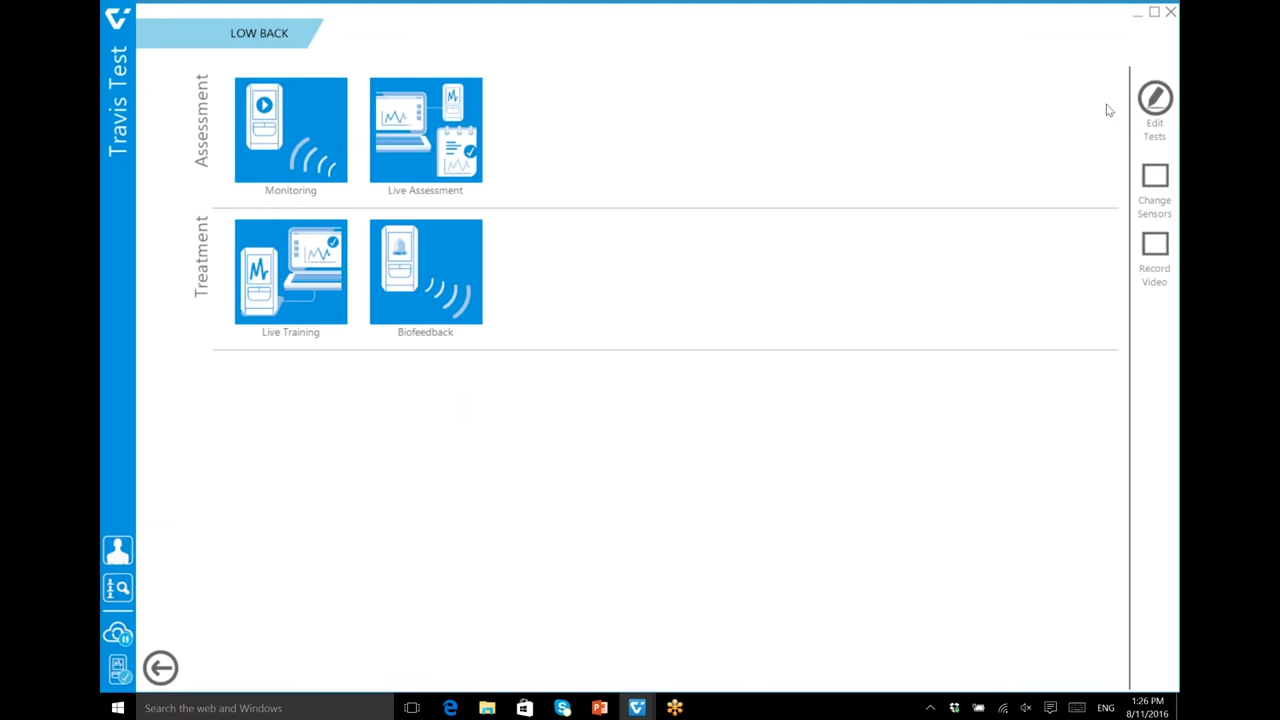 LOW BACK
Travis Test
Assessment
Monitoring
Live Assessment
Treatment
Live Training
Biofeedback
Edit
Tests
Change
Sensors
Record
Video
Search the web and Windows
ENG
1:26 PM
8/11/2016